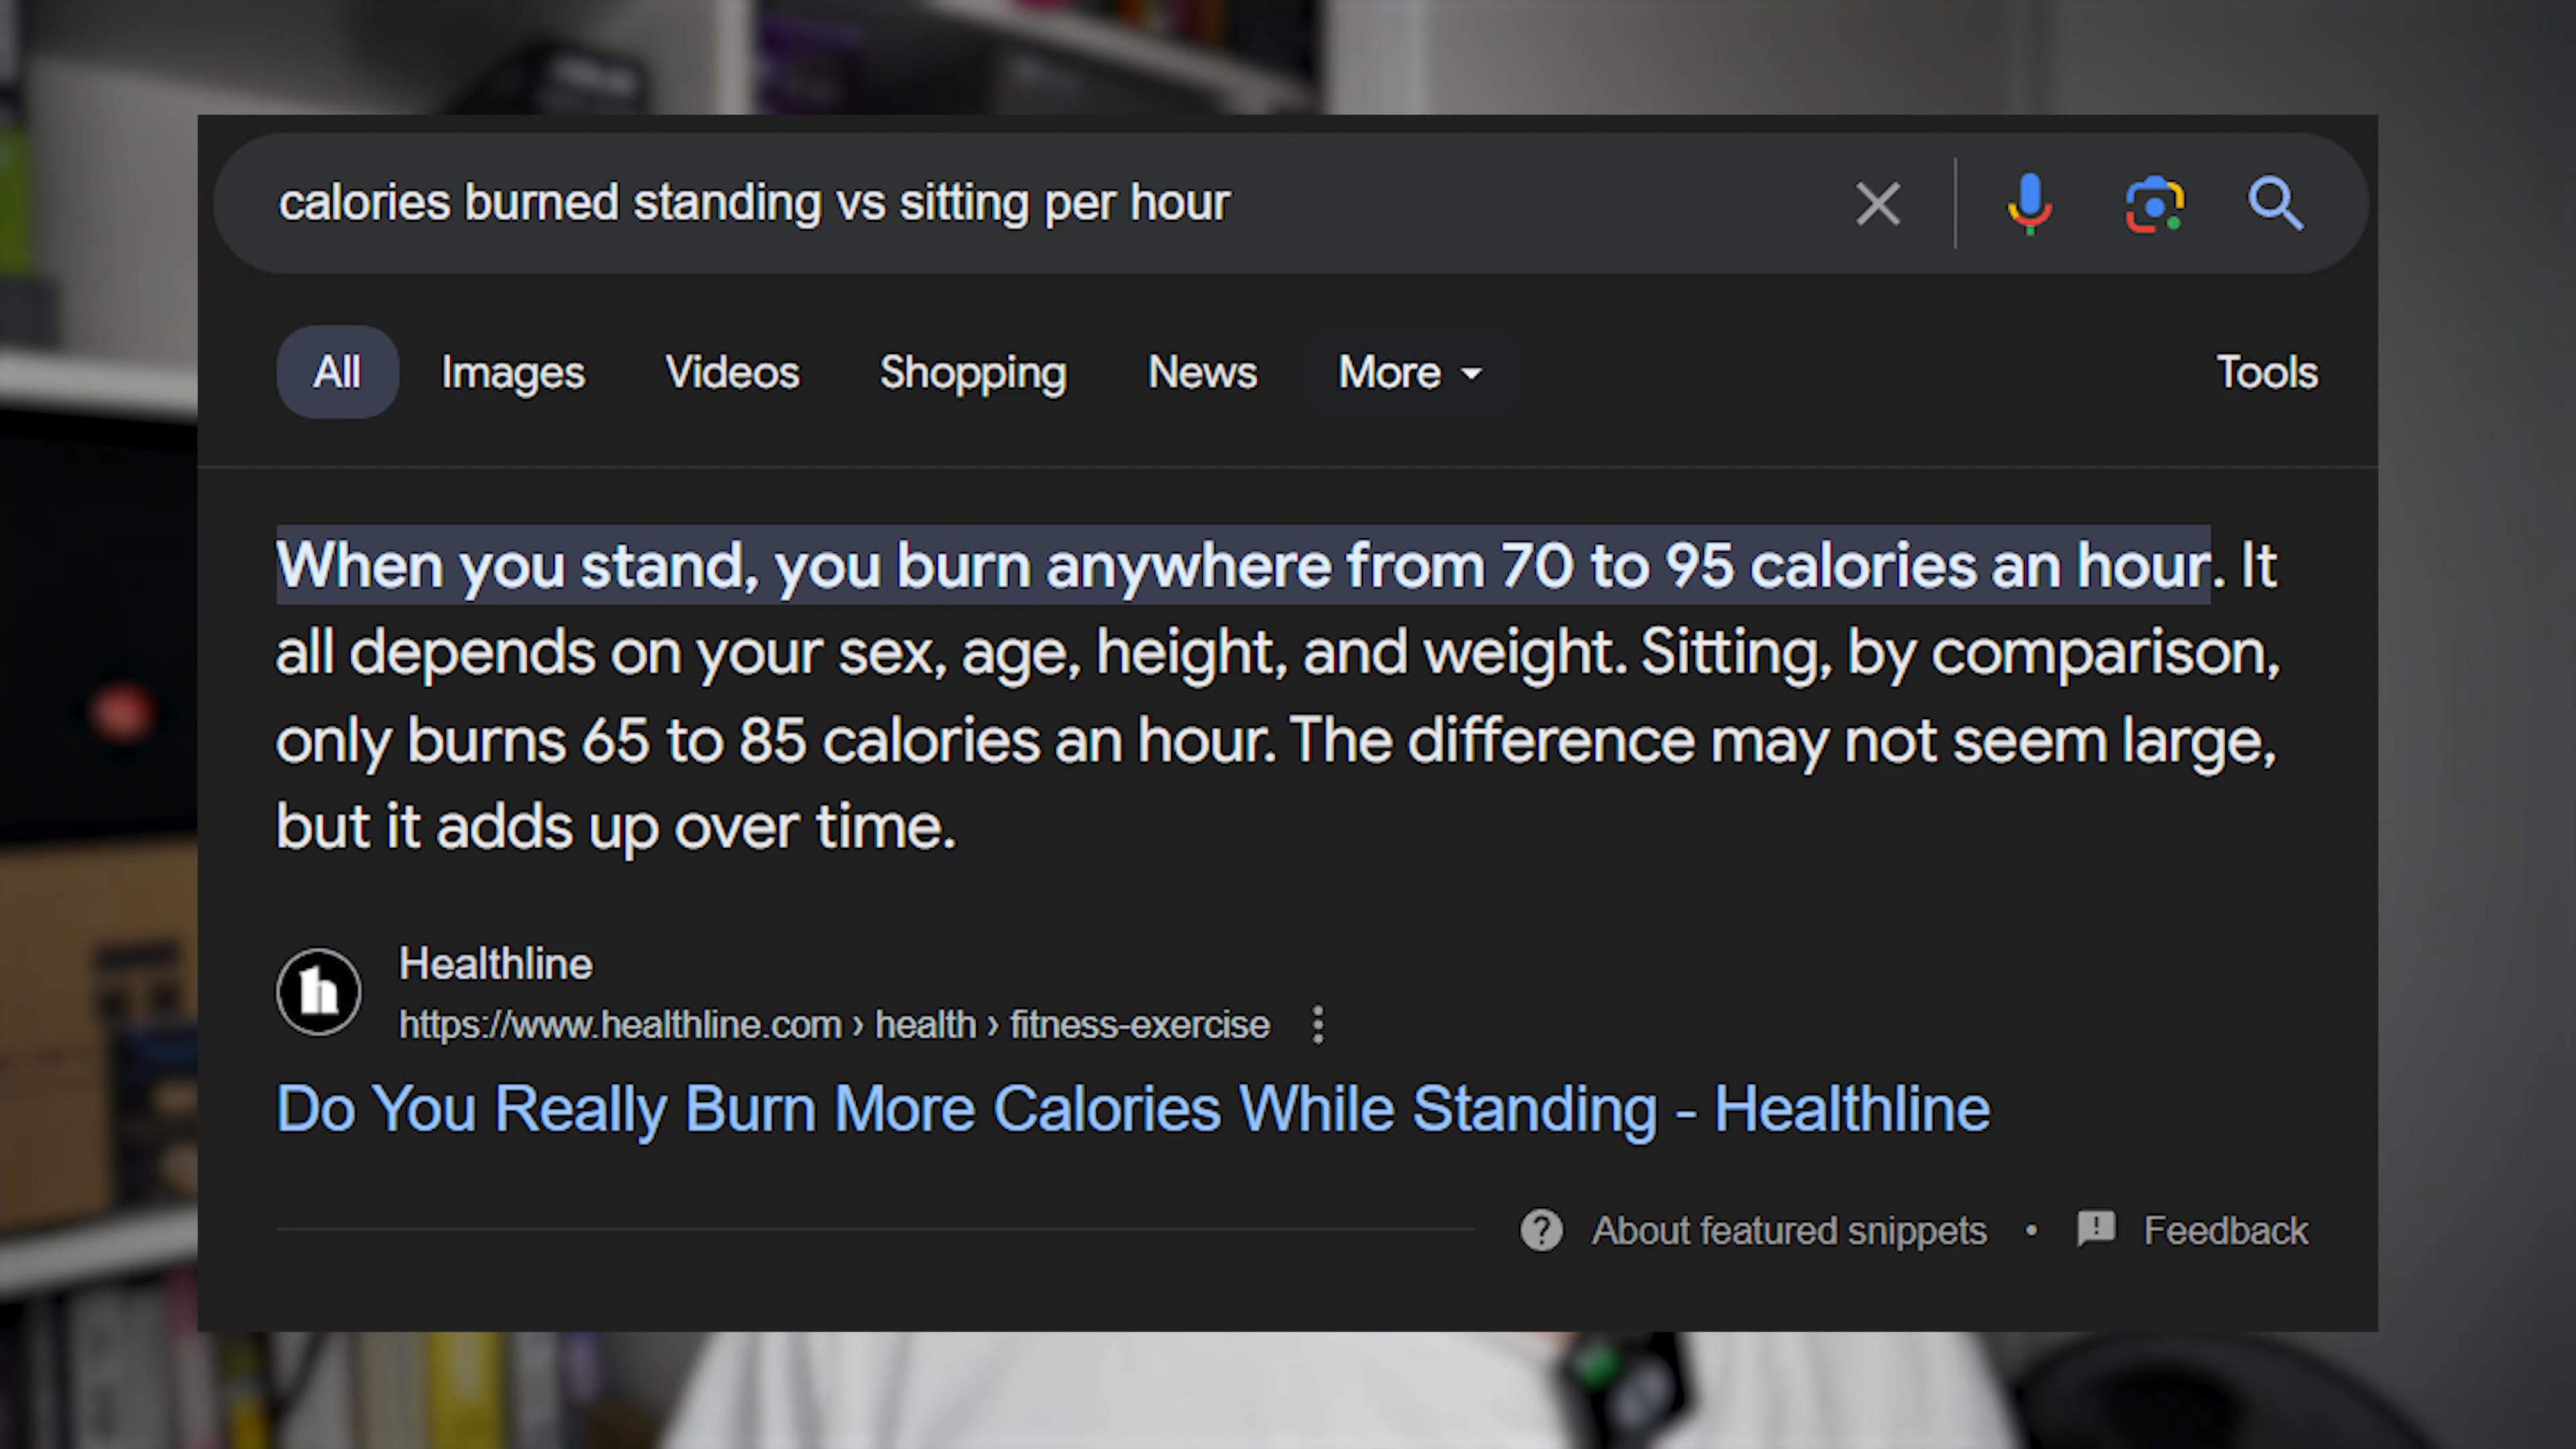 calories burned standing vs sitting per hour
All Images Videos Shopping News More Tools
When you stand, you burn anywhere from 70 to 95 calories an hour. It
all depends on your sex, age, height, and weight. Sitting, by comparison,
only burns 65 to 85 calories an hour. The difference may not seem large,
but it adds up over time.
Healthline
https://www.healthline.com › health › fitness-exercise
Do You Really Burn More Calories While Standing - Healthline
About featured snippets • Feedback